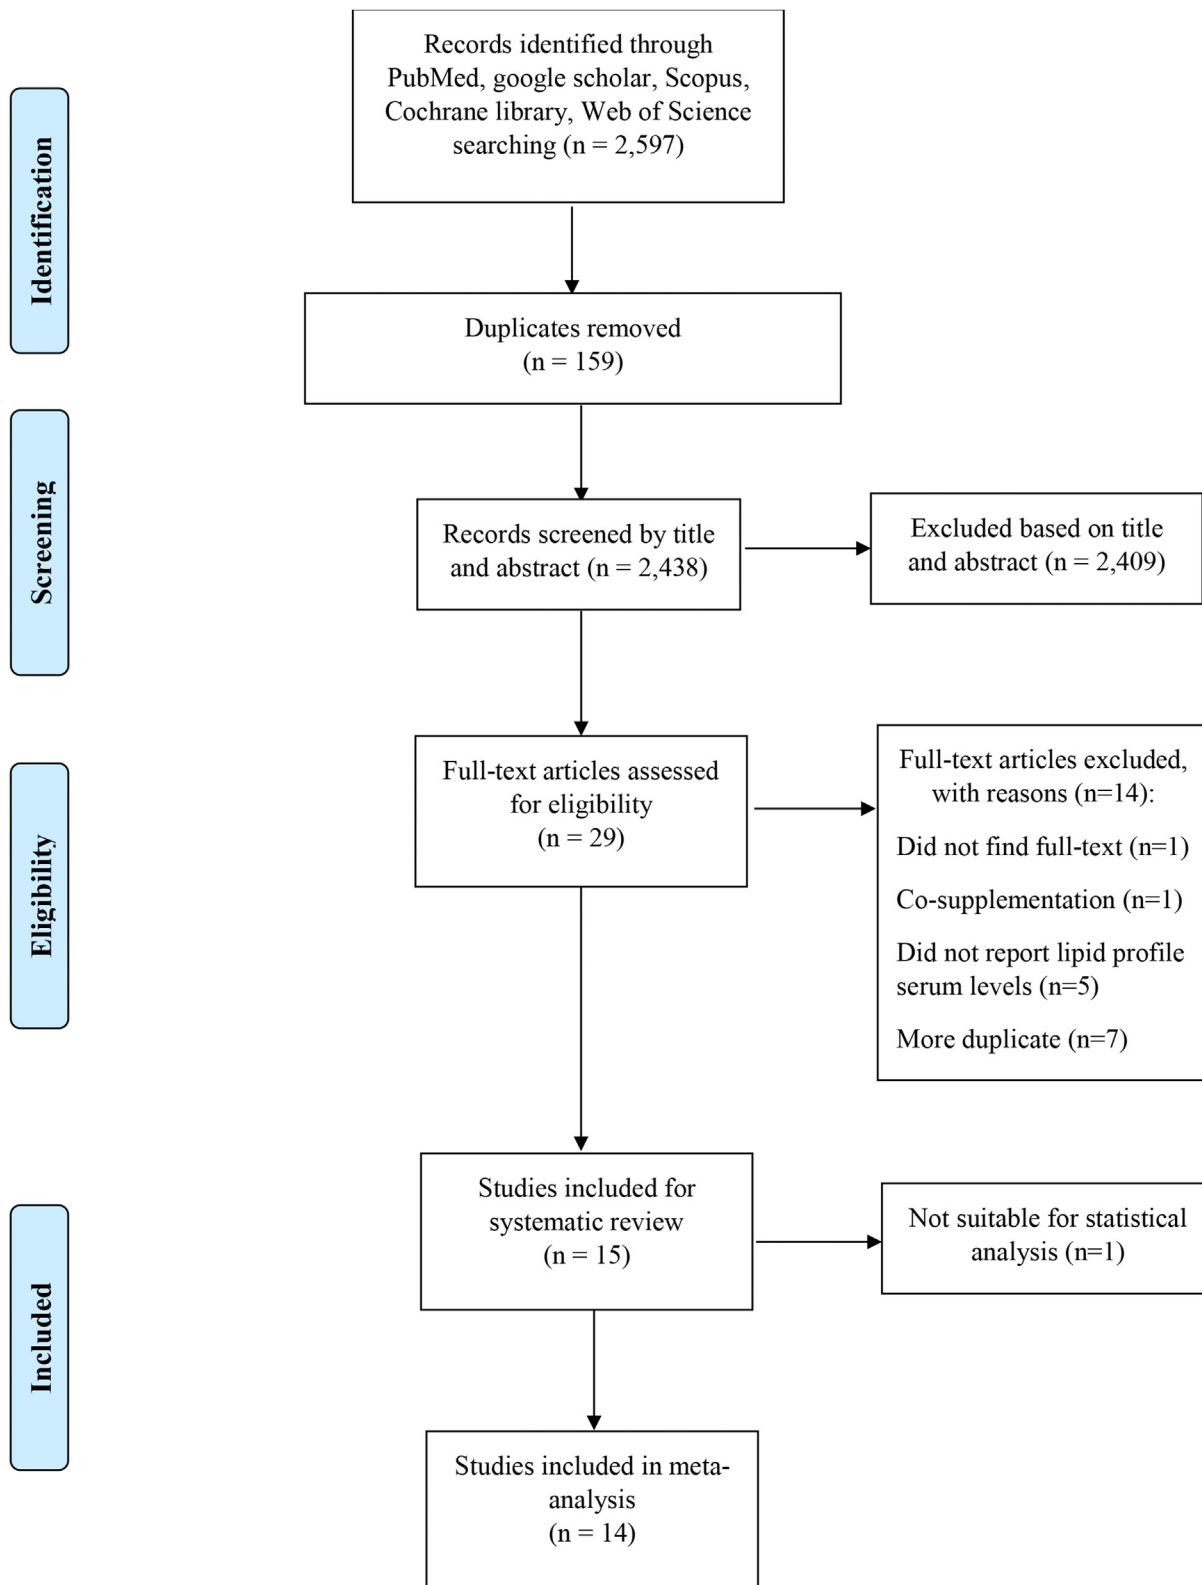 Identification
Records identified through
PubMed, google scholar, Scopus,
Cochrane library, Web of Science
searching (n = 2,597)
Duplicates removed
(n = 159)
Screening
Records screened by title
and abstract (n = 2,438)
Excluded based on title
and abstract (n = 2,409)
Eligibility
Full-text articles assessed
for eligibility
(n = 29)
Full-text articles excluded,
with reasons (n=14):
Did not find full-text (n=1)
Co-supplementation (n=1)
Did not report lipid profile
serum levels (n=5)
More duplicate (n=7)
Included
Studies included for
systematic review
(n = 15)
Not suitable for statistical
analysis (n=1)
Studies included in meta-
analysis
(n = 14)